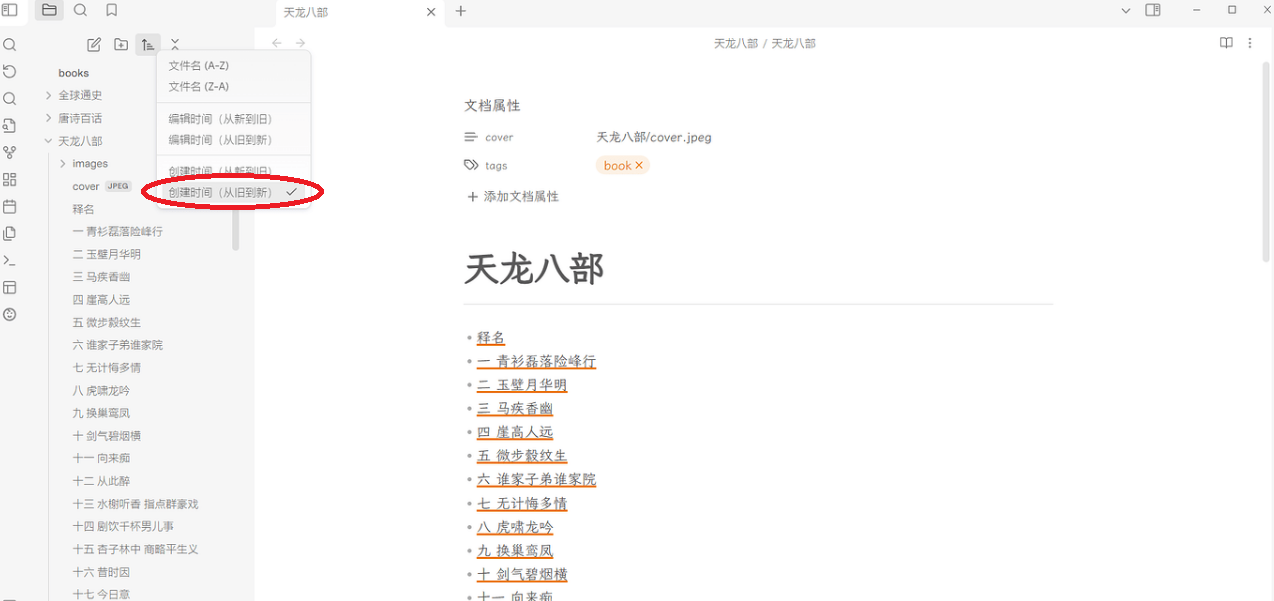 天龙八部
天龙八部 / 天龙八部
books
全球通史
唐诗百话
天龙八部
images
cover JPEG
释名
一 青衫磊落险峰行
二 玉壁月华明
三 马疾香幽
四 崖高人远
五 微步縠纹生
六 谁家子弟谁家院
七 无计悔多情
八 虎啸龙吟
九 换巢鸾凤
十 剑气碧烟横
十一 向来痴
十二 从此醉
十三 水榭听香 指点群豪戏
十四 剧饮千杯男儿事
十五 杏子林中 商略平生义
十六 昔时因
十七 今日意
文件名 (A-Z)
文件名 (Z-A)
编辑时间（从新到旧）
编辑时间（从旧到新）
创建时间（从新到旧）
创建时间（从旧到新）
文档属性
cover 天龙八部/cover.jpeg
tags book
添加文档属性
天龙八部
释名
一 青衫磊落险峰行
二 玉壁月华明
三 马疾香幽
四 崖高人远
五 微步縠纹生
六 谁家子弟谁家院
七 无计悔多情
八 虎啸龙吟
九 换巢鸾凤
十 剑气碧烟横
十一 向来痴